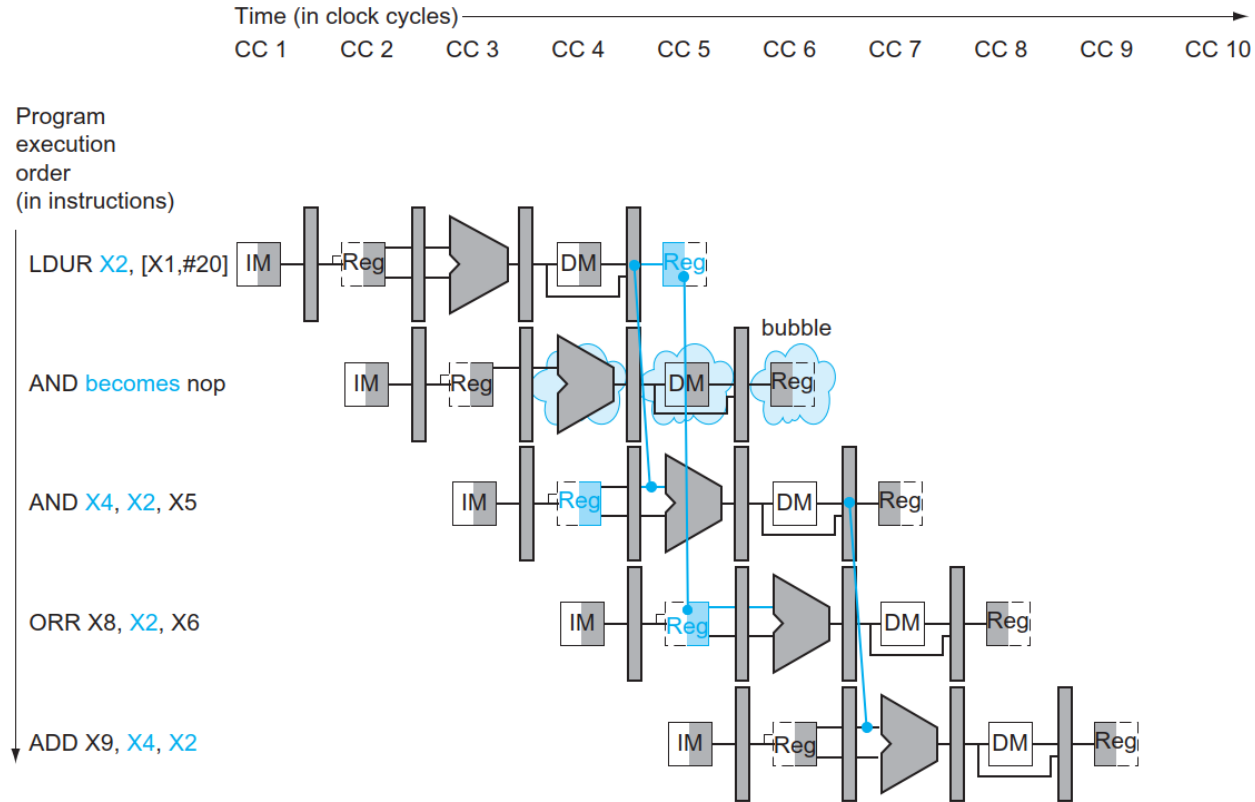 Time (in clock cycles)
CC 1 CC 2 CC 3 CC 4 CC 5 CC 6 CC 7 CC 8 CC 9 CC 10
Program
execution
order
(in instructions)
LDUR X2, [X1,#20] IM Reg DM Reg
bubble
AND becomes nop IM Reg DM Reg
AND X4, X2, X5 IM Reg DM Reg
ORR X8, X2, X6 IM Reg DM Reg
ADD X9, X4, X2 IM Reg DM Reg